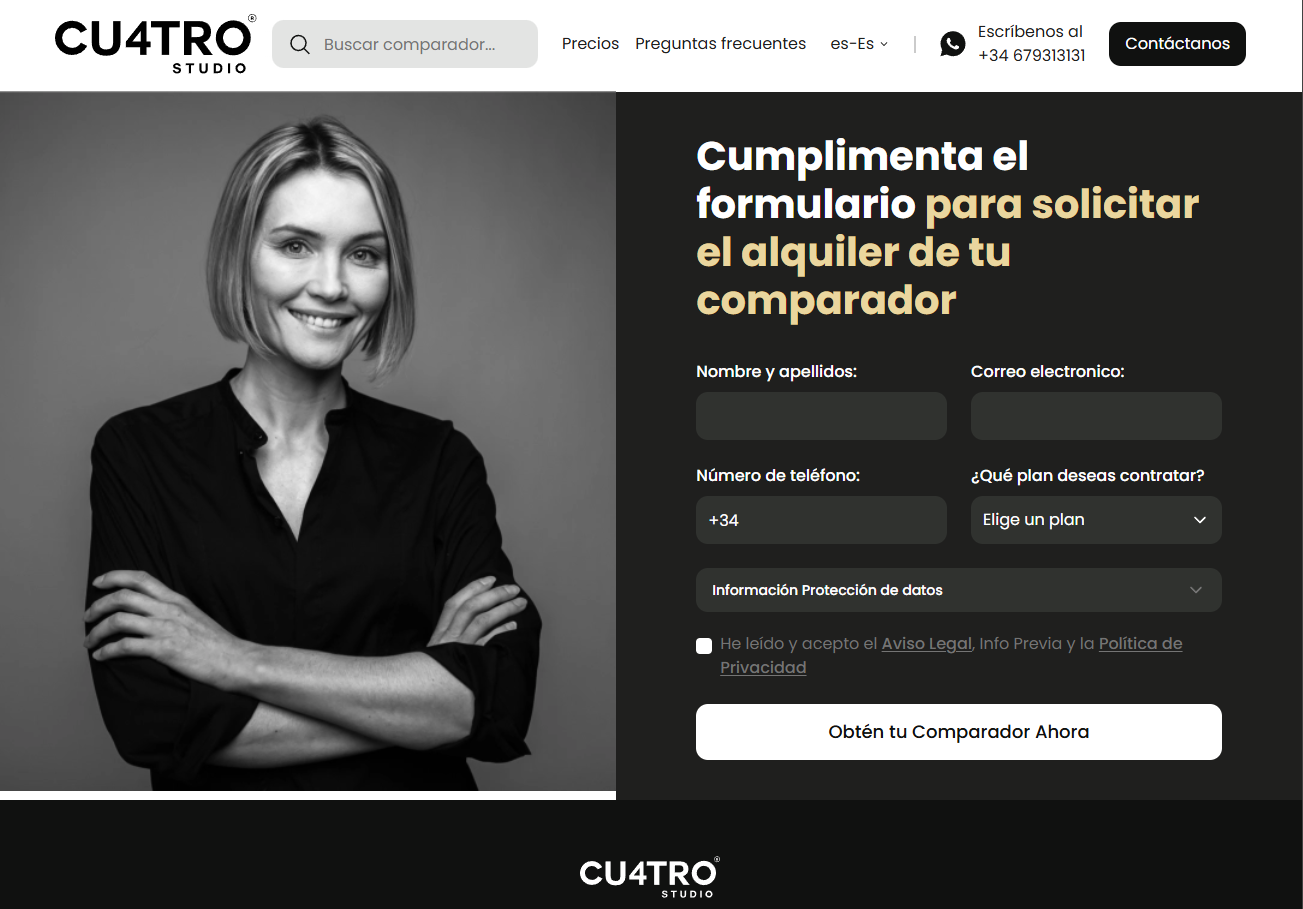 CU4TRO®
STUDIO
Buscar comparador...
Precios
Preguntas frecuentes
es-Es
Escríbenos al
+34 679313131
Contáctanos
Cumplimenta el
formulario para solicitar
el alquiler de tu
comparador
Nombre y apellidos:
Correo electronico:
Número de teléfono:
¿Qué plan deseas contratar?
+34
Elige un plan
Información Protección de datos
He leído y acepto el Aviso Legal, Info Previa y la Política de
Privacidad
Obtén tu Comparador Ahora
CU4TRO®
STUDIO